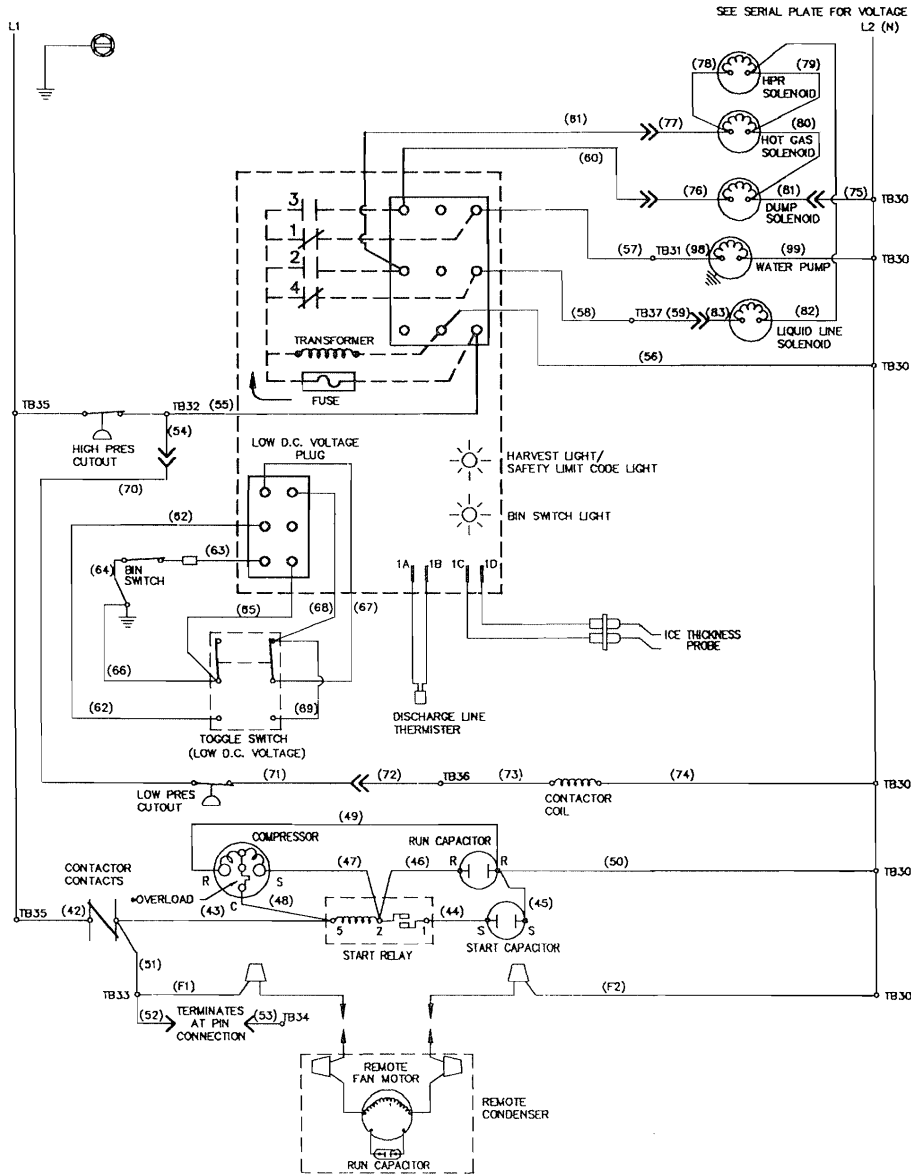 SEE SERIAL PLATE FOR VOLTAGE
L1
L2 (N)
(78)
(79)
HPR
SOLENOID
(61)
(77)
(80)
HOT GAS
SOLENOID
(60)
(76)
(81)
(75)
TB30
DUMP
SOLENOID
3
1
2
4
(57)
TB31
(98)
(99)
TB30
WATER PUMP
(58)
TB37
(59)
(83)
(82)
LIQUID LINE
SOLENOID
TRANSFORMER
(56)
TB30
FUSE
TB35
TB32
(55)
(54)
HIGH PRES
CUTOUT
LOW D.C. VOLTAGE
PLUG
HARVEST LIGHT/
SAFETY LIMIT CODE LIGHT
(70)
(62)
BIN SWITCH LIGHT
(63)
(64)
BIN
SWITCH
1A
1B
1C
1D
(65)
(68)
(67)
ICE THICKNESS
PROBE
(66)
(62)
(69)
DISCHARGE LINE
THERMISTER
TOGGLE SWITCH
(LOW D.C. VOLTAGE)
(71)
(72)
TB36
(73)
(74)
TB30
LOW PRES
CUTOUT
CONTACTOR
COIL
(49)
COMPRESSOR
RUN CAPACITOR
(47)
(46)
R
R
(50)
TB30
R
S
CONTACTOR
CONTACTS
*OVERLOAD
C
(48)
(45)
TB35
(42)
(43)
5
2
1
(44)
S
S
START RELAY
START CAPACITOR
(51)
TB33
(F1)
(F2)
TB30
(52)
TERMINATES
AT PIN
CONNECTION
(53)
TB34
REMOTE
FAN MOTOR
REMOTE
CONDENSER
RUN CAPACITOR